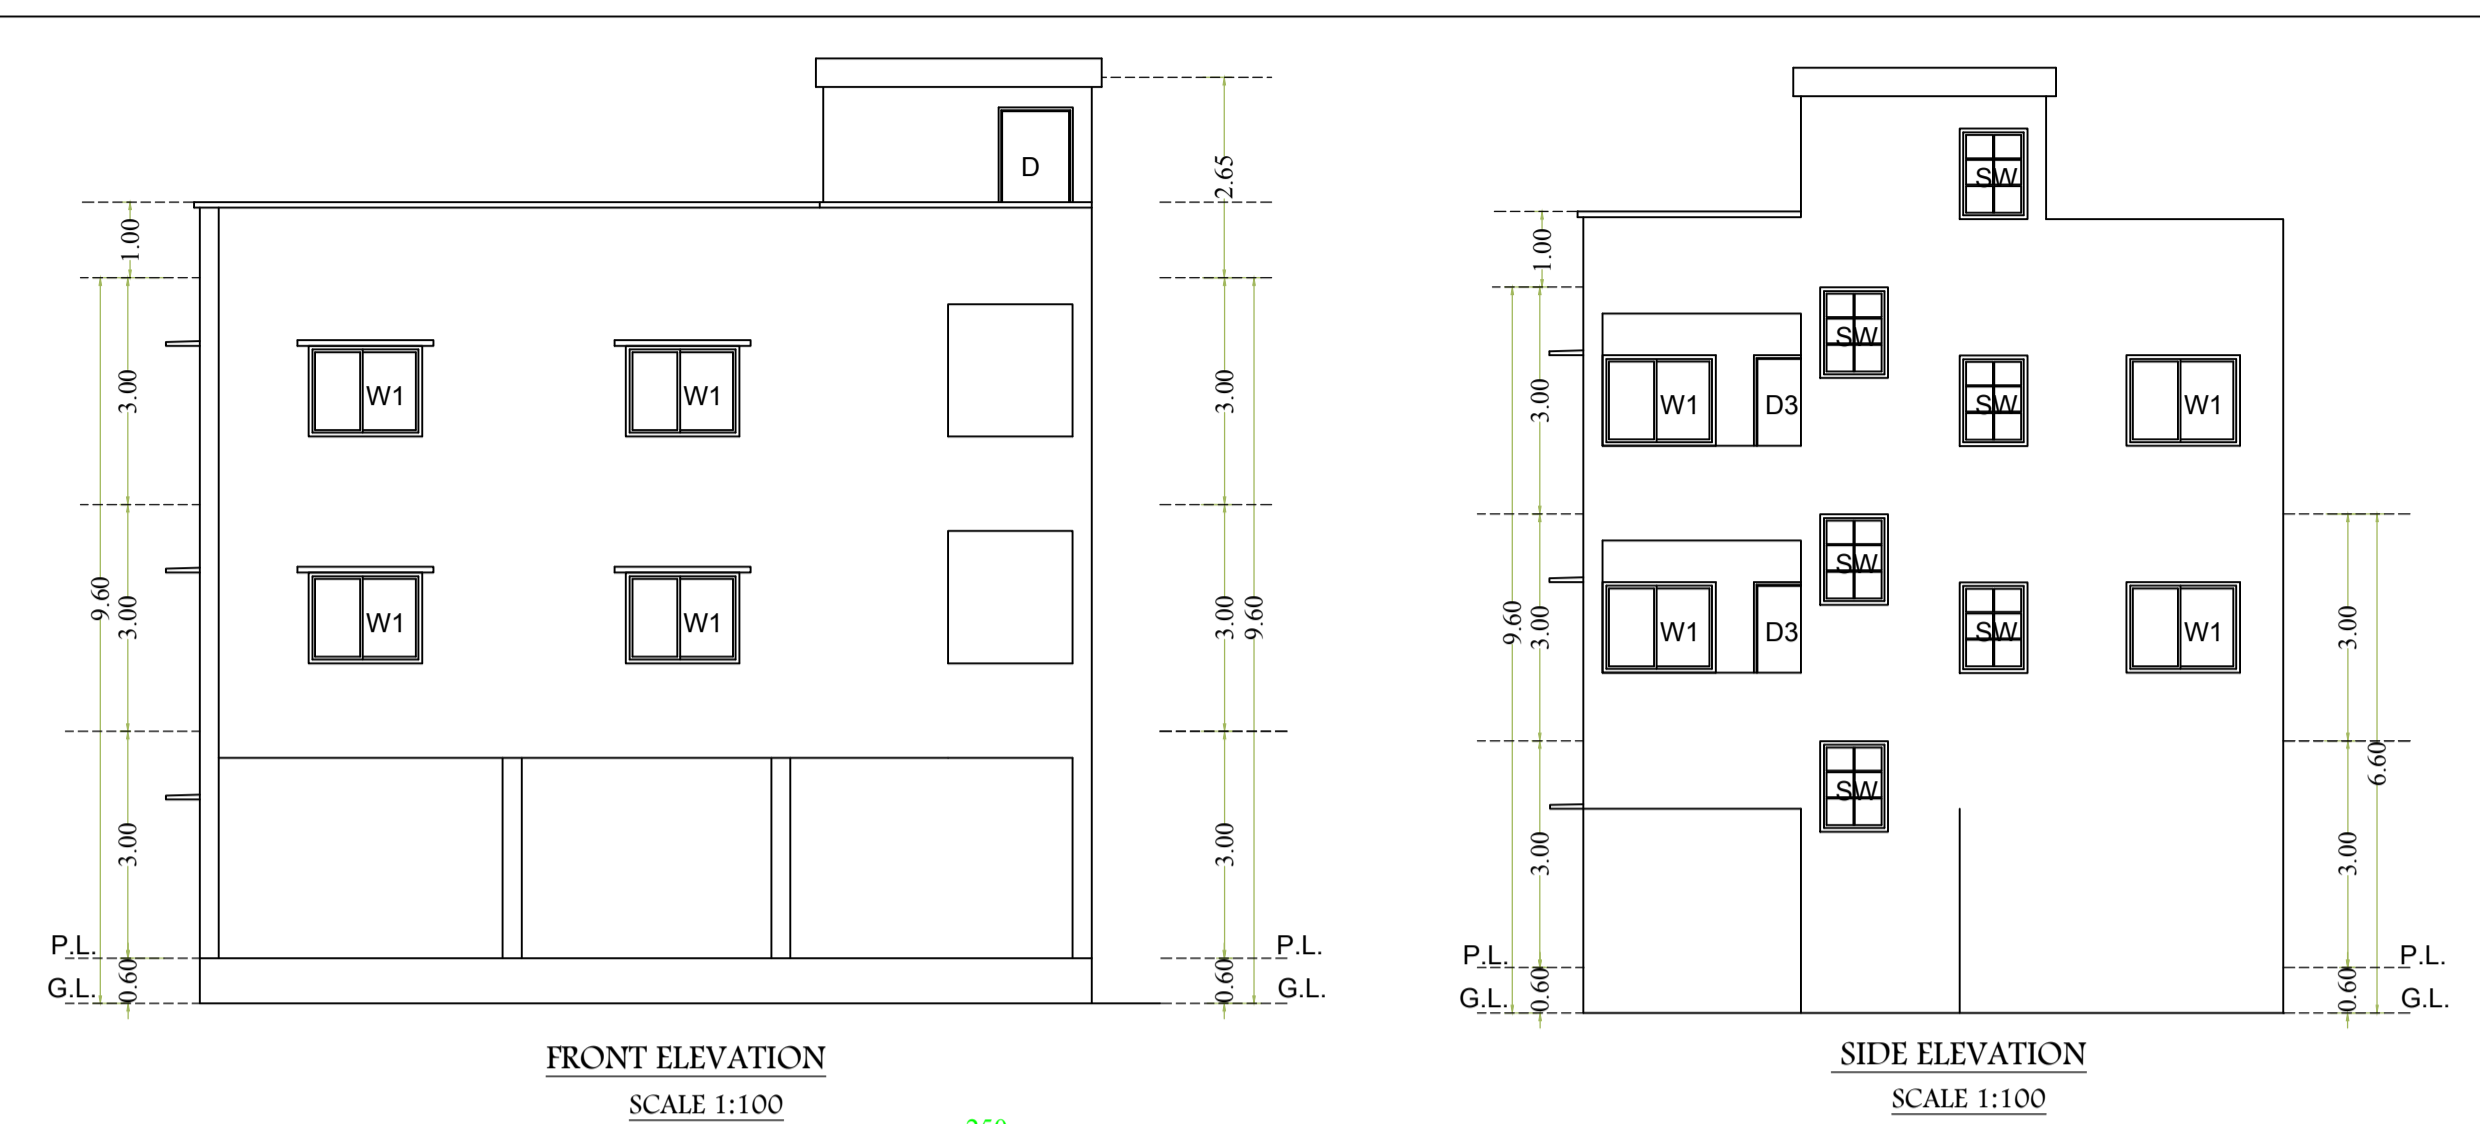 D
2.65
1.00
3.00
W1
W1
3.00
9.60
3.00
W1
W1
3.00
9.60
3.00
3.00
P.L.
P.L.
0.60
0.60
G.L.
G.L.
FRONT ELEVATION
SCALE 1:100
SW
1.00
SW
3.00
W1
D3
SW
W1
SW
9.60
3.00
W1
D3
SW
W1
3.00
6.60
SW
3.00
3.00
P.L.
P.L.
0.60
0.60
G.L.
G.L.
SIDE ELEVATION
SCALE 1:100